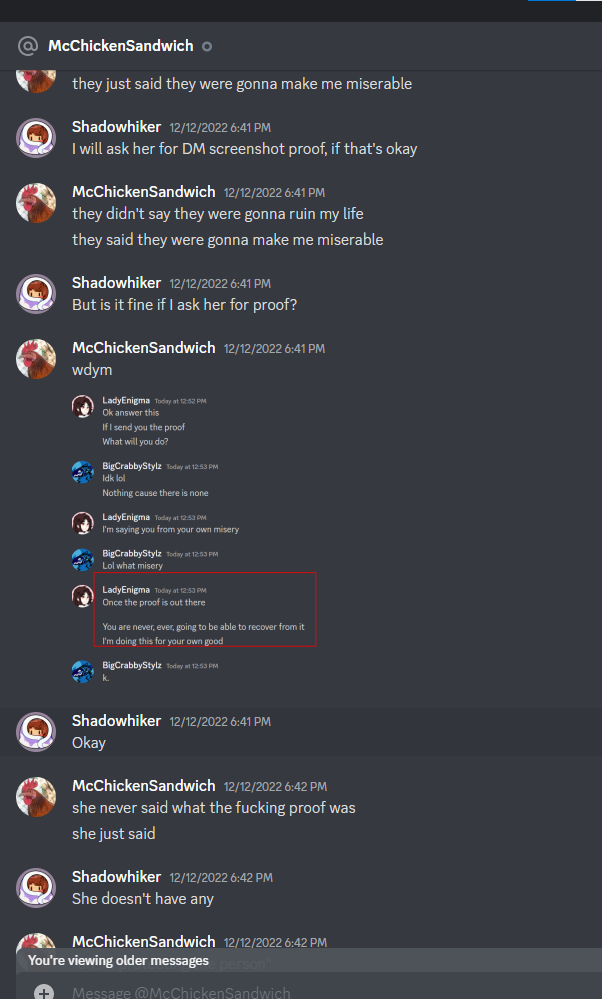 McChickenSandwich
they just said they were gonna make me miserable
Shadowhiker 12/12/2022 6:41 PM
I will ask her for DM screenshot proof, if that's okay
McChickenSandwich 12/12/2022 6:41 PM
they didn't say they were gonna ruin my life
they said they were gonna make me miserable
Shadowhiker 12/12/2022 6:41 PM
But is it fine if I ask her for proof?
McChickenSandwich 12/12/2022 6:41 PM
wdym
LadyEnigma Today at 12:52 PM
Ok answer this
If I send you the proof
What will you do?
BigCrabbyStylz Today at 12:53 PM
Idk lol
Nothing cause there is none
LadyEnigma Today at 12:53 PM
I'm saying you from your own misery
BigCrabbyStylz Today at 12:53 PM
Lol what misery
LadyEnigma Today at 12:53 PM
Once the proof is out there
You are never, ever, going to be able to recover from it
I'm doing this for your own good
BigCrabbyStylz Today at 12:53 PM
k.
Shadowhiker 12/12/2022 6:41 PM
Okay
McChickenSandwich 12/12/2022 6:42 PM
she never said what the fucking proof was
she just said
Shadowhiker 12/12/2022 6:42 PM
She doesn't have any
McChickenSandwich 12/12/2022 6:42 PM
You're viewing older messages
person"
Message @McChickenSandwich